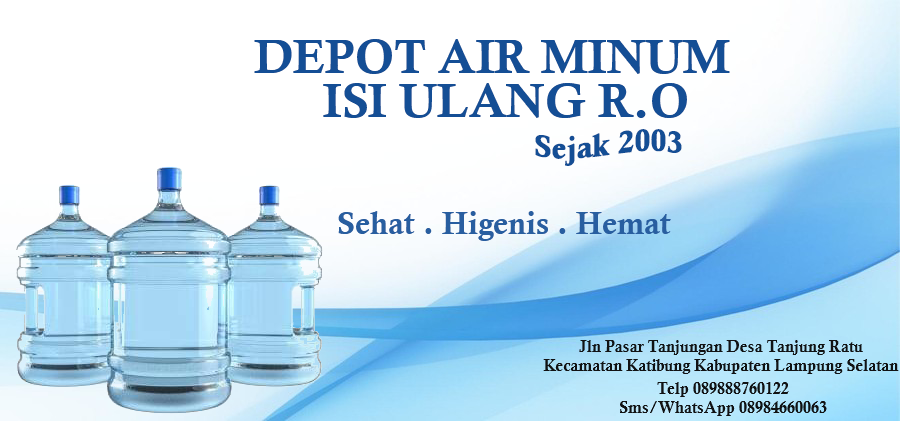 DEPOT AIR MINUM
ISI ULANG R.O
Sejak 2003
Sehat . Higenis . Hemat
Jln Pasar Tanjungan Desa Tanjung Ratu
Kecamatan Katibung Kabupaten Lampung Selatan
Telp 089888760122
Sms/WhatsApp 08984660063